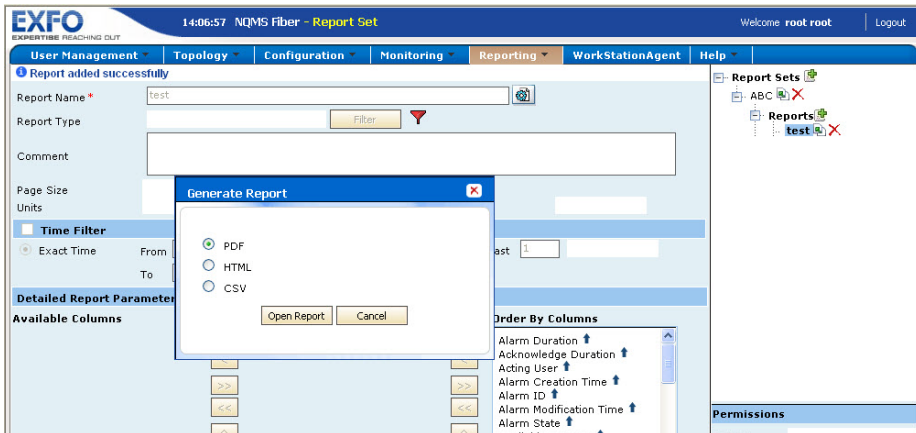 EXFO
EXPERTISE REACHING OUT
14:06:57 NQMS Fiber - Report Set
Welcome root root
Logout
User Management Topology Configuration Monitoring Reporting WorkStationAgent Help
Report added successfully
Report Name *
test
Report Type
Filter
Comment
Page Size
Units
Time Filter
Exact Time
From
To
ast
1
Detailed Report Parameter
Available Columns
Order By Columns
<
<
>>
>>
<<
<<
Alarm Duration
Acknowledge Duration
Acting User
Alarm Creation Time
Alarm ID
Alarm Modification Time
Alarm State
Generate Report
PDF
HTML
CSV
Open Report
Cancel
Report Sets
ABC
Reports
test
Permissions